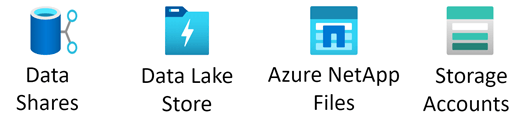 Data
Shares
Data Lake
Store
Azure NetApp
Files
Storage
Accounts